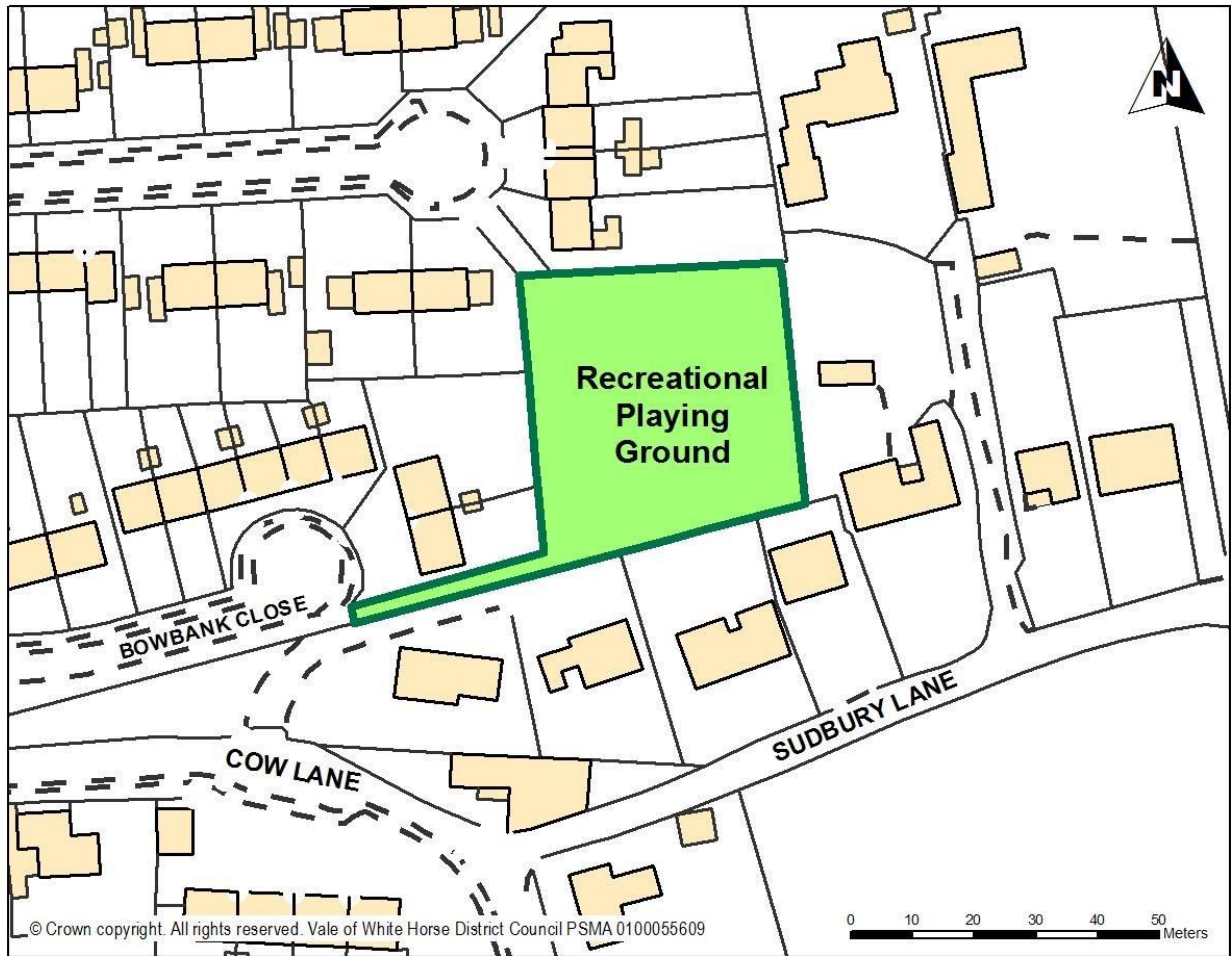 N
Recreational
Playing
Ground
BOWBANK CLOSE
SUDBURY LANE
COW LANE
© Crown copyright. All rights reserved. Vale of White Horse District Council PSMA 0100055609
0 10 20 30 40 50
Meters